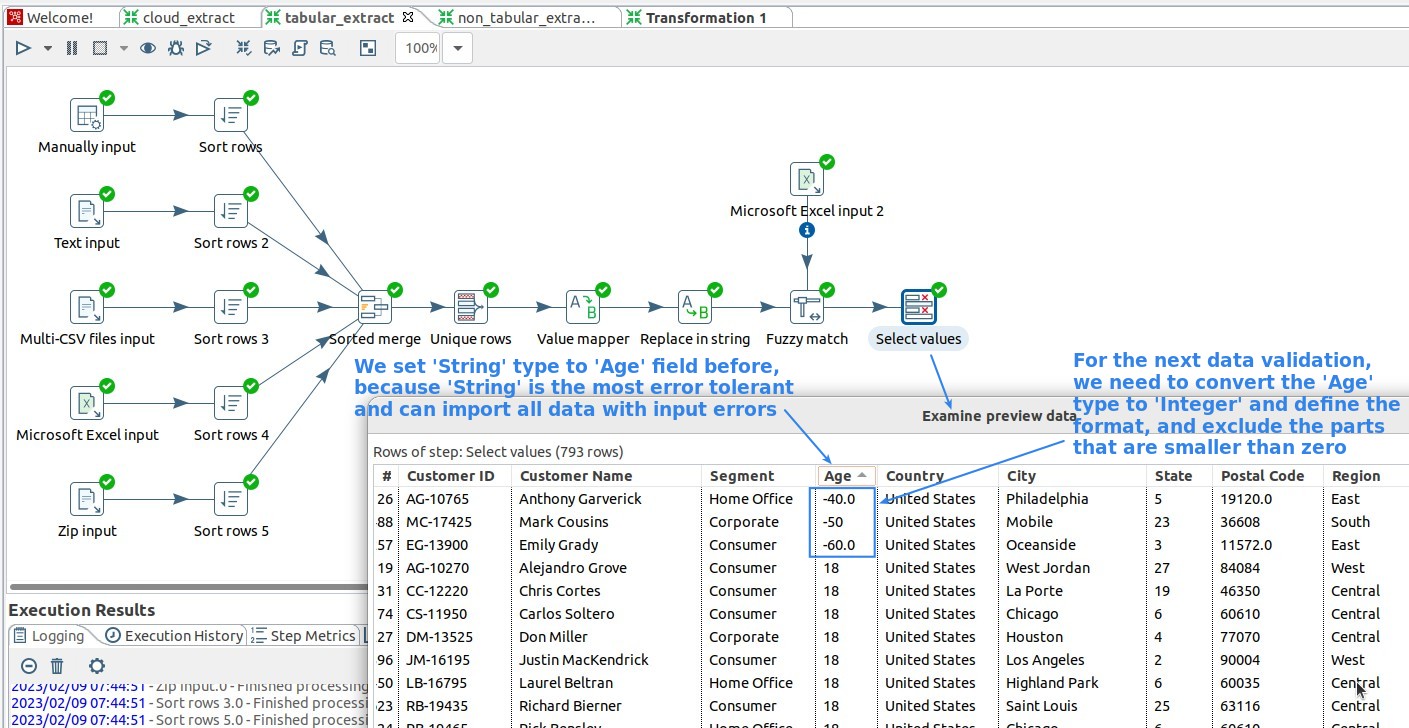 Welcome!
cloud_extract
tabular_extract
non_tabular_extra...
Transformation 1
100%
Manually input
Sort rows
Text input
Sort rows 2
Microsoft Excel input 2
Multi-CSV files input
Sort rows 3
Sorted merge
Unique rows
Value mapper
Replace in string
Fuzzy match
Select values
Microsoft Excel input
Sort rows 4
Zip input
Sort rows 5
We set 'String' type to 'Age' field before,
because 'String' is the most error tolerant
and can import all data with input errors
For the next data validation,
we need to convert the 'Age'
type to 'Integer' and define the
format, and exclude the parts
that are smaller than zero
Examine preview data
Rows of step: Select values (793 rows)
# Customer ID Customer Name Segment Age Country City State Postal Code Region
26 AG-10765 Anthony Garverick Home Office -40.0 United States Philadelphia 5 19120.0 East
88 MC-17425 Mark Cousins Corporate -50 United States Mobile 23 36608 South
57 EG-13900 Emily Grady Consumer -60.0 United States Oceanside 3 11572.0 East
19 AG-10270 Alejandro Grove Consumer 18 United States West Jordan 27 84084 West
31 CC-12220 Chris Cortes Consumer 18 United States La Porte 19 46350 Central
74 CS-11950 Carlos Soltero Consumer 18 United States Chicago 6 60610 Central
27 DM-13525 Don Miller Corporate 18 United States Houston 4 77070 Central
96 JM-16195 Justin MacKendrick Consumer 18 United States Los Angeles 2 90004 West
50 LB-16795 Laurel Beltran Home Office 18 United States Highland Park 6 60035 Central
23 RB-19435 Richard Bierner Consumer 18 United States Saint Louis 25 63116 Central
Execution Results
Logging
Execution History
Step Metrics
2023/02/09 07:44:51 - Zip input.0 - Finished processing
2023/02/09 07:44:51 - Sort rows 3.0 - Finished processi
2023/02/09 07:44:51 - Sort rows 5.0 - Finished processi